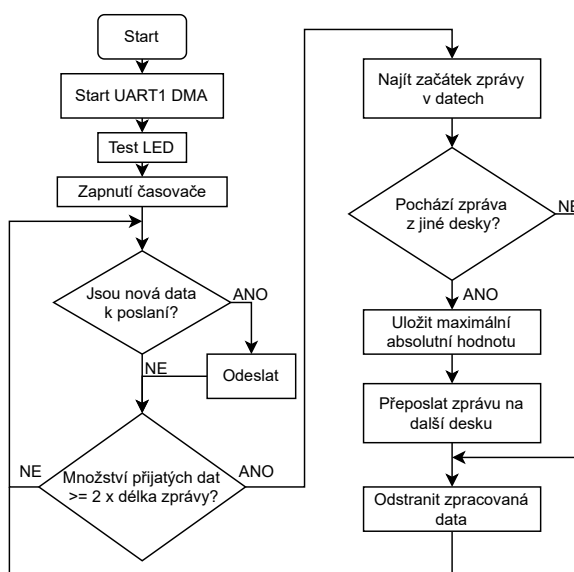 Start
Start UART1 DMA
Test LED
Zapnutí časovače
Jsou nová data
k poslaní?
ANO
NE
Odeslat
Množství přijatých dat
>= 2 x délka zprávy?
NE
ANO
Najít začátek zprávy
v datech
Pochází zpráva
z jiné desky?
NE
ANO
Uložit maximální
absolutní hodnotu
Přeposlat zprávu na
další desku
Odstranit zpracovaná
data